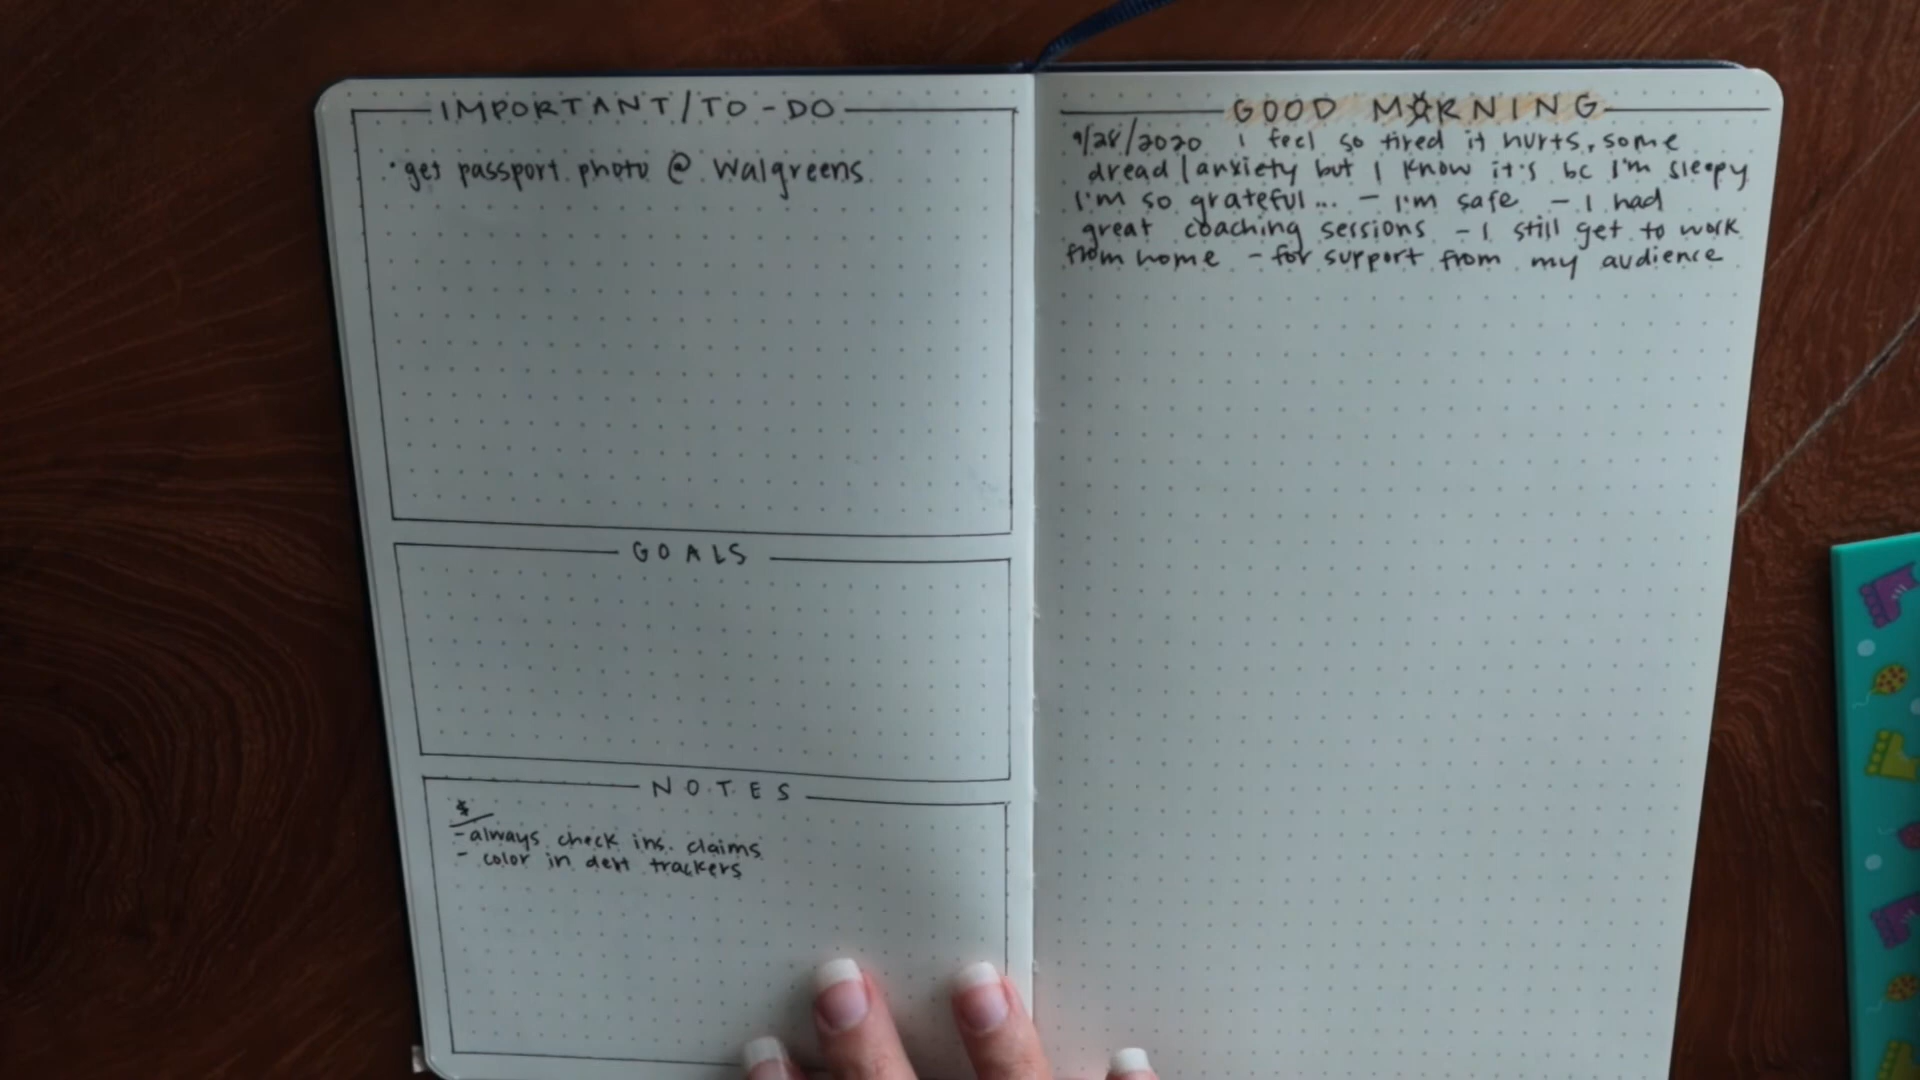 IMPORTANT/TO-DO
• get passport photo @ Walgreens
GOALS
NOTES
$
- always check ins. claims
- color in debt trackers
GOOD MORNING
9/28/2020 I feel so tired it hurts, some
dread/anxiety but I know it's bc I'm sleepy
I'm so grateful... - I'm safe - I had
great coaching sessions - I still get to work
from home - for support from my audience